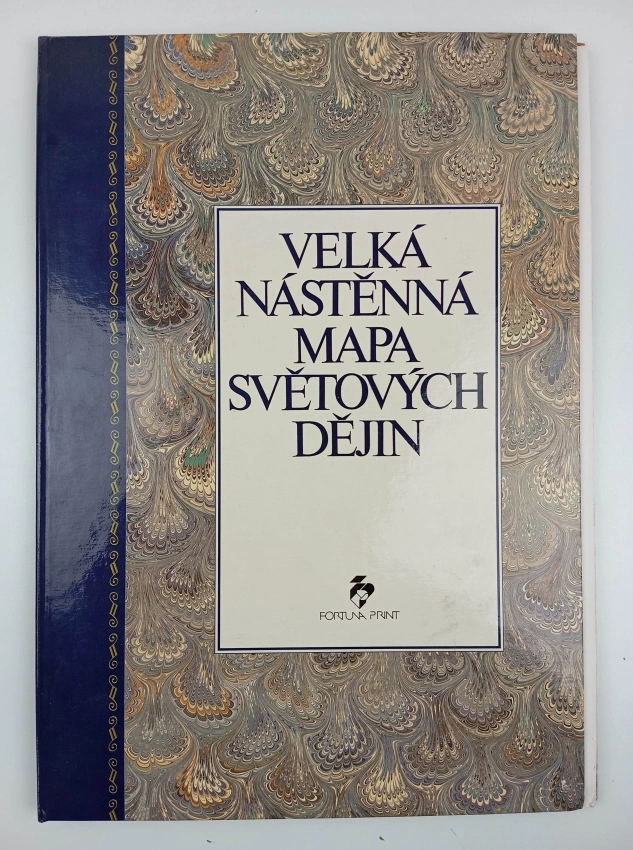 VELKÁ
NÁSTĚNNÁ
MAPA
SVĚTOVÝCH
DĚJIN
FORTUNA PRINT